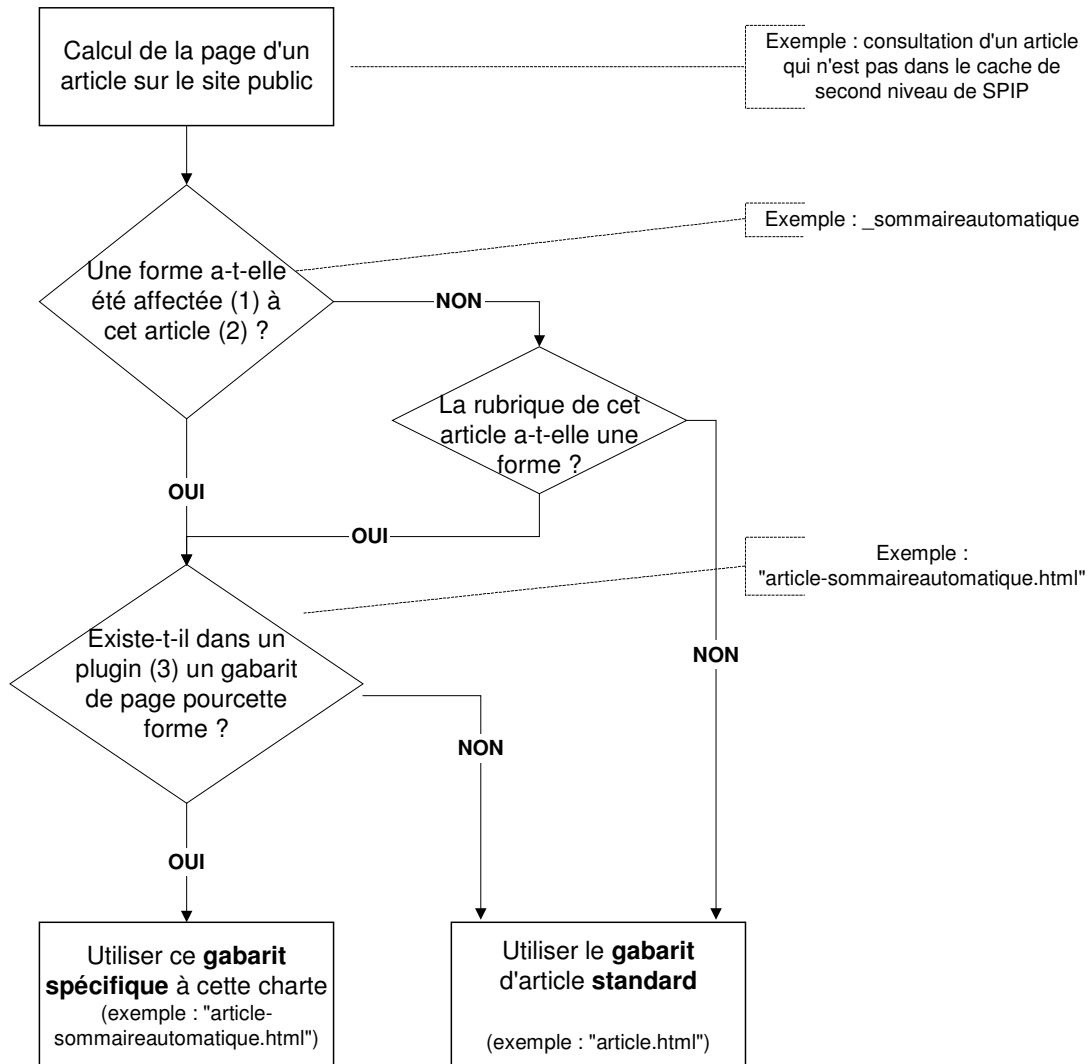 Calcul de la page d'un
article sur le site public
Exemple : consultation d'un article
qui n'est pas dans le cache de
second niveau de SPIP
Exemple : _sommaireautomatique
Une forme a-t-elle
été affectée (1) à
cet article (2) ?
NON
La rubrique de cet
article a-t-elle une
forme ?
OUI
OUI
Exemple :
"article-sommaireautomatique.html"
Existe-t-il dans un
plugin (3) un gabarit
de page pourcette
forme ?
NON
NON
OUI
Utiliser ce gabarit
spécifique à cette charte
(exemple : "article-
sommaireautomatique.html")
Utiliser le gabarit
d'article standard
(exemple : "article.html")